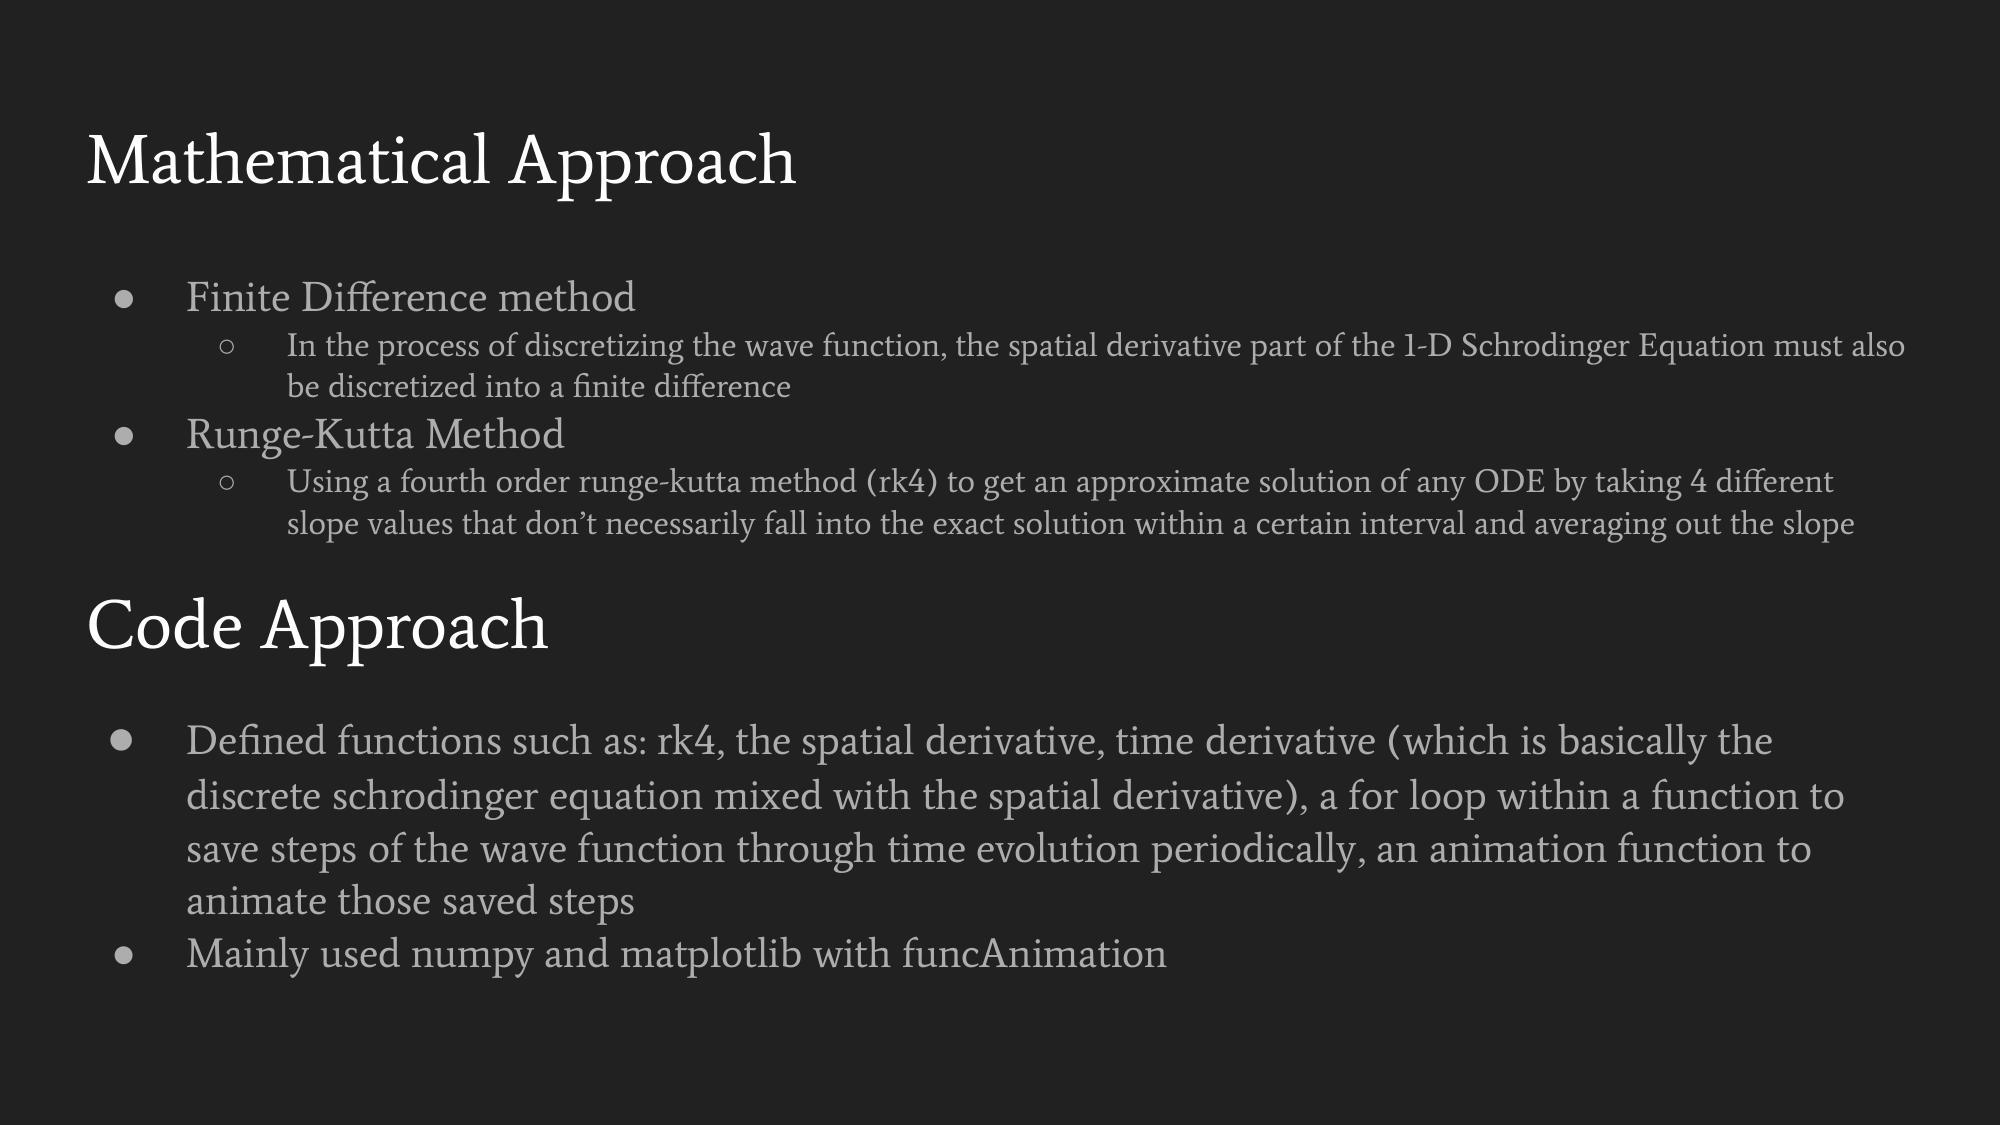 Mathematical Approach
● Finite Difference method
○ In the process of discretizing the wave function, the spatial derivative part of the 1-D Schrodinger Equation must also
be discretized into a finite difference
● Runge-Kutta Method
○ Using a fourth order runge-kutta method (rk4) to get an approximate solution of any ODE by taking 4 different
slope values that don’t necessarily fall into the exact solution within a certain interval and averaging out the slope
Code Approach
● Defined functions such as: rk4, the spatial derivative, time derivative (which is basically the
discrete schrodinger equation mixed with the spatial derivative), a for loop within a function to
save steps of the wave function through time evolution periodically, an animation function to
animate those saved steps
● Mainly used numpy and matplotlib with funcAnimation